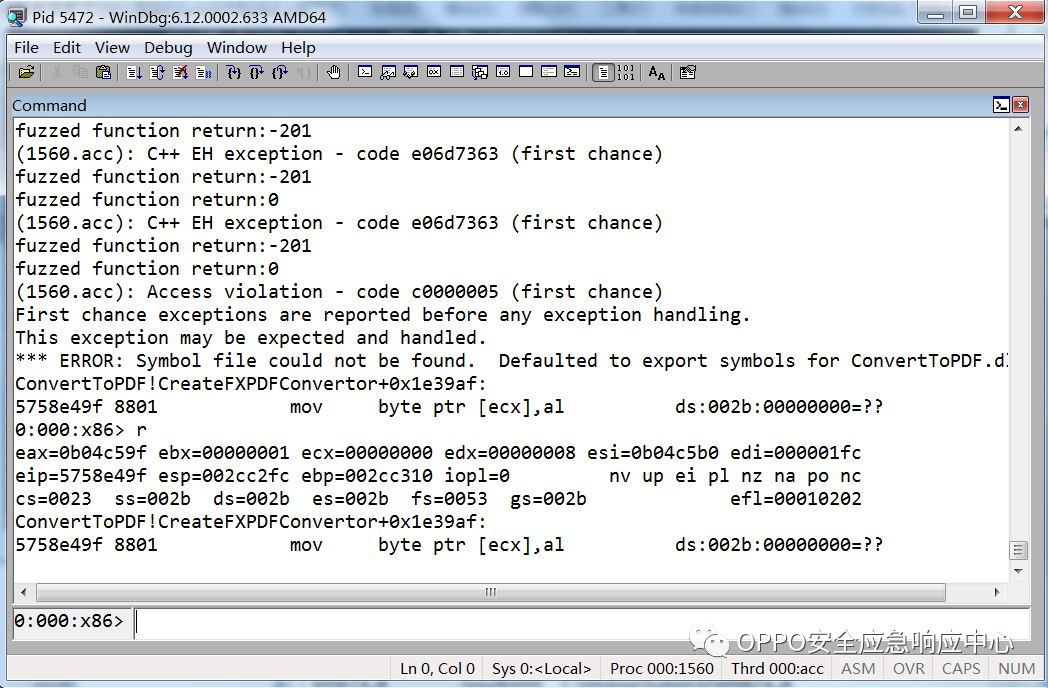 Pid 5472 - WinDbg:6.12.0002.633 AMD64
File Edit View Debug Window Help
Command
fuzzed function return:-201
(1560.acc): C++ EH exception - code e06d7363 (first chance)
fuzzed function return:-201
fuzzed function return:0
(1560.acc): C++ EH exception - code e06d7363 (first chance)
fuzzed function return:-201
fuzzed function return:0
(1560.acc): Access violation - code c0000005 (first chance)
First chance exceptions are reported before any exception handling.
This exception may be expected and handled.
*** ERROR: Symbol file could not be found.  Defaulted to export symbols for ConvertToPDF.dl
ConvertToPDF!CreateFXPDFConvertor+0x1e39af:
5758e49f 8801            mov     byte ptr [ecx],al          ds:002b:00000000=??
0:000:x86> r
eax=0b04c59f ebx=00000001 ecx=00000000 edx=00000008 esi=0b04c5b0 edi=000001fc
eip=5758e49f esp=002cc2fc ebp=002cc310 iopl=0         nv up ei pl nz na po nc
cs=0023  ss=002b  ds=002b  es=002b  fs=0053  gs=002b             efl=00010202
ConvertToPDF!CreateFXPDFConvertor+0x1e39af:
5758e49f 8801            mov     byte ptr [ecx],al          ds:002b:00000000=??
0:000:x86>
OPPO安全应急响应中心
Ln 0, Col 0 Sys 0:<Local> Proc 000:1560 Thrd 000:acc ASM OVR CAPS NUM